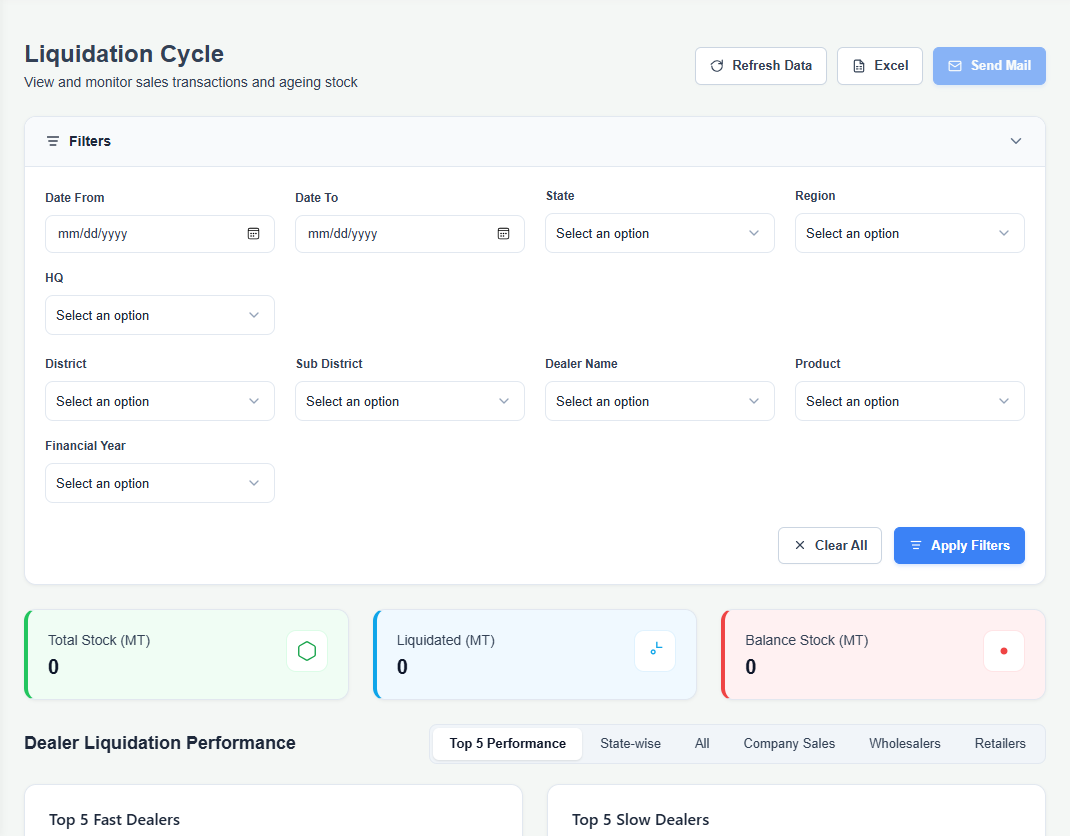 Liquidation Cycle
View and monitor sales transactions and ageing stock
Refresh Data
Excel
Send Mail
Filters
Date From
Date To
State
Region
mm/dd/yyyy
mm/dd/yyyy
Select an option
Select an option
HQ
Select an option
District
Sub District
Dealer Name
Product
Select an option
Select an option
Select an option
Select an option
Financial Year
Select an option
Clear All
Apply Filters
Total Stock (MT)
0
Liquidated (MT)
0
Balance Stock (MT)
0
Dealer Liquidation Performance
Top 5 Performance
State-wise
All
Company Sales
Wholesalers
Retailers
Top 5 Fast Dealers
Top 5 Slow Dealers